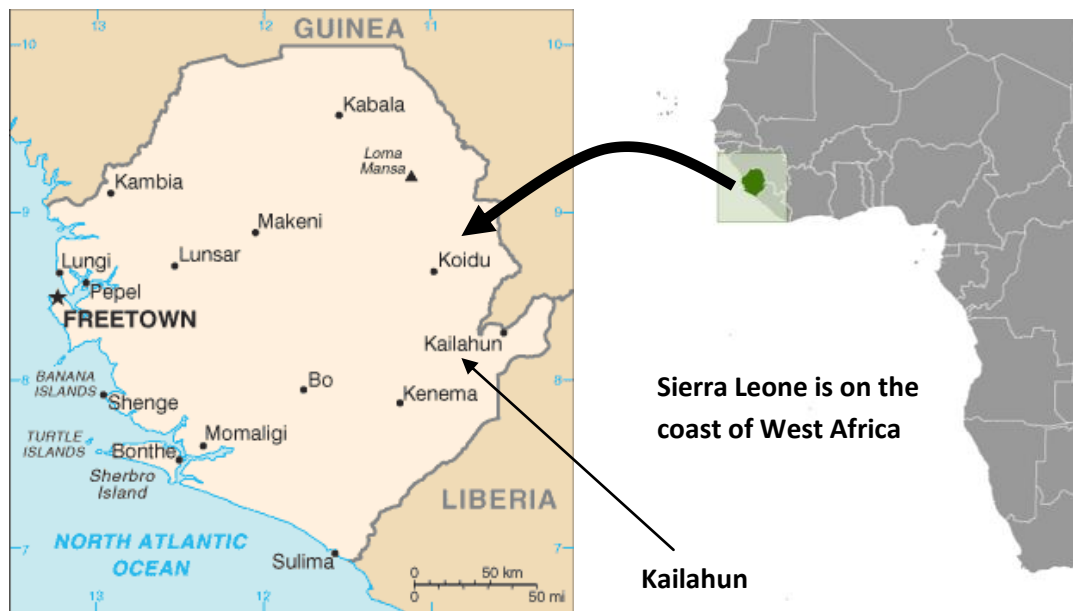 13
12
11
GUINEA
10
10
Kabala
Loma
Mansa
Kambia
9
9
Makeni
Lunsar
Koidu
Lungi
Pepel
FREETOWN
Kailahun
8
8
BANANA
ISLANDS
Bo
Shenge
Kenema
TURTLE
ISLANDS
Momaligi
Bonthe
Sherbro
Island
LIBERIA
NORTH ATLANTIC
OCEAN
7
7
Sulima
0
50 km
0
50 mi
13
12
11
Sierra Leone is on the
coast of West Africa
Kailahun